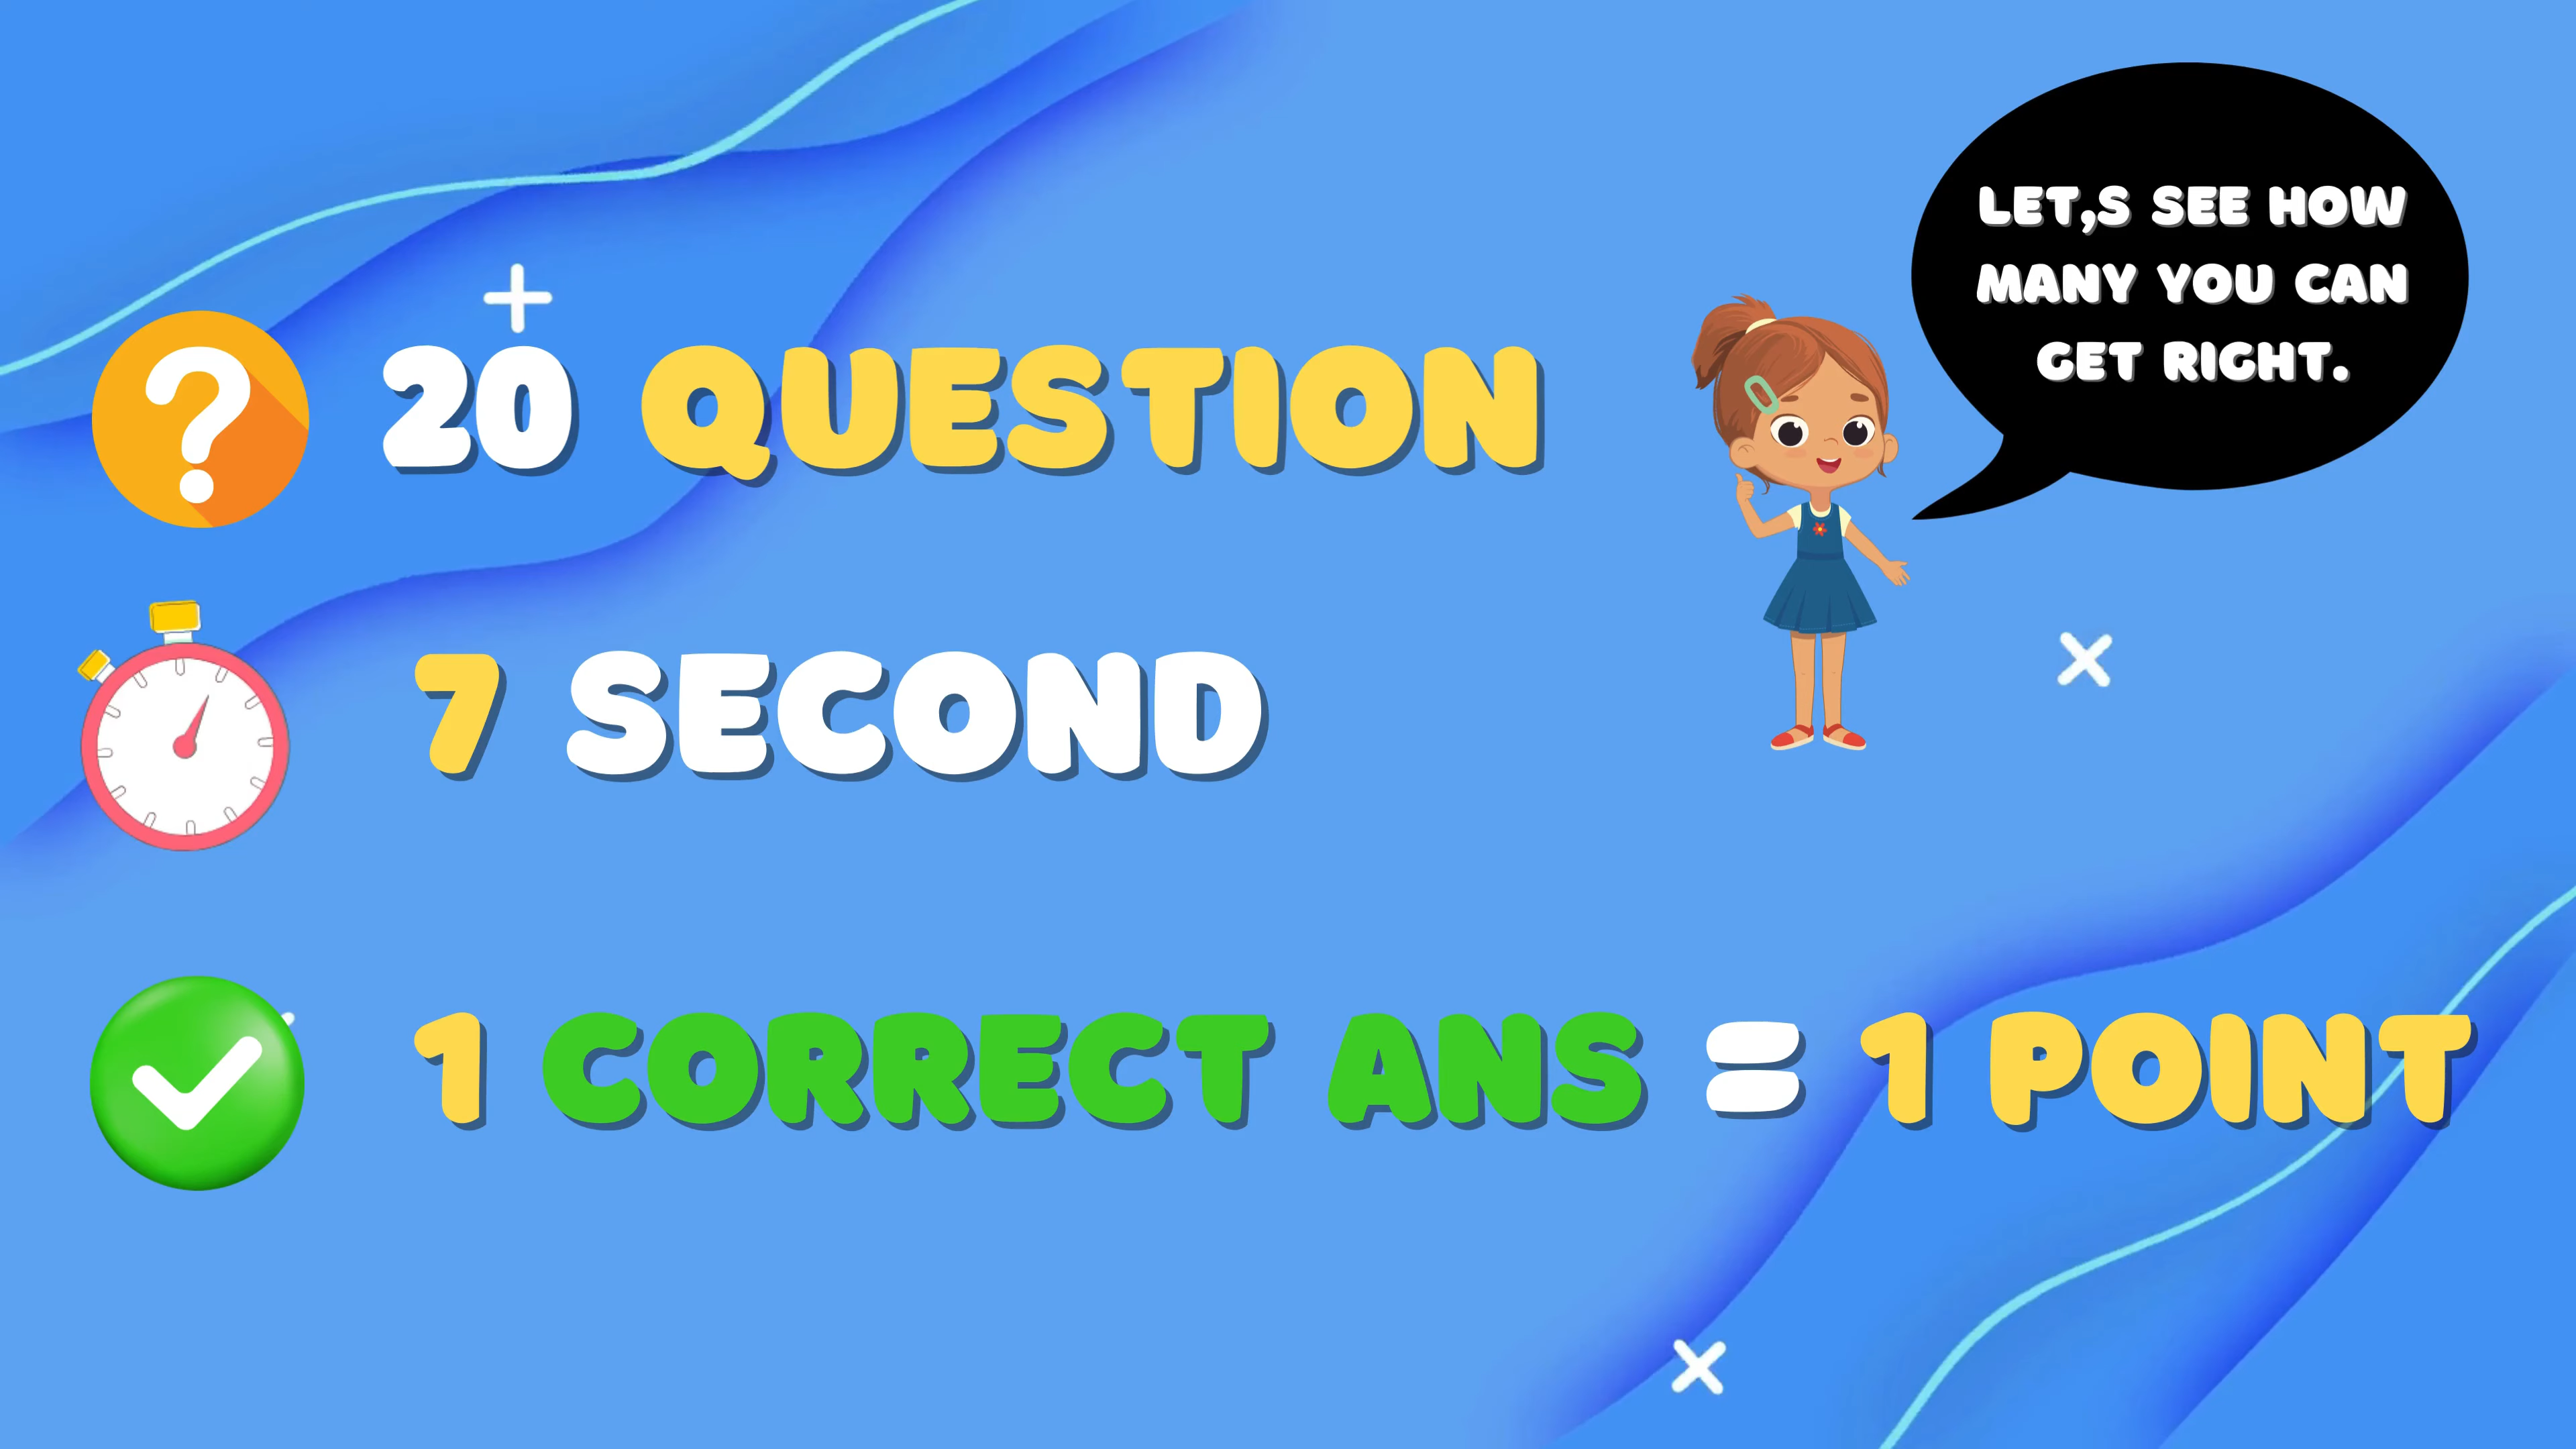 LET,S SEE HOW
MANY YOU CAN
GET RIGHT.
20 QUESTION
7 SECOND
1 CORRECT ANS = 1 POINT